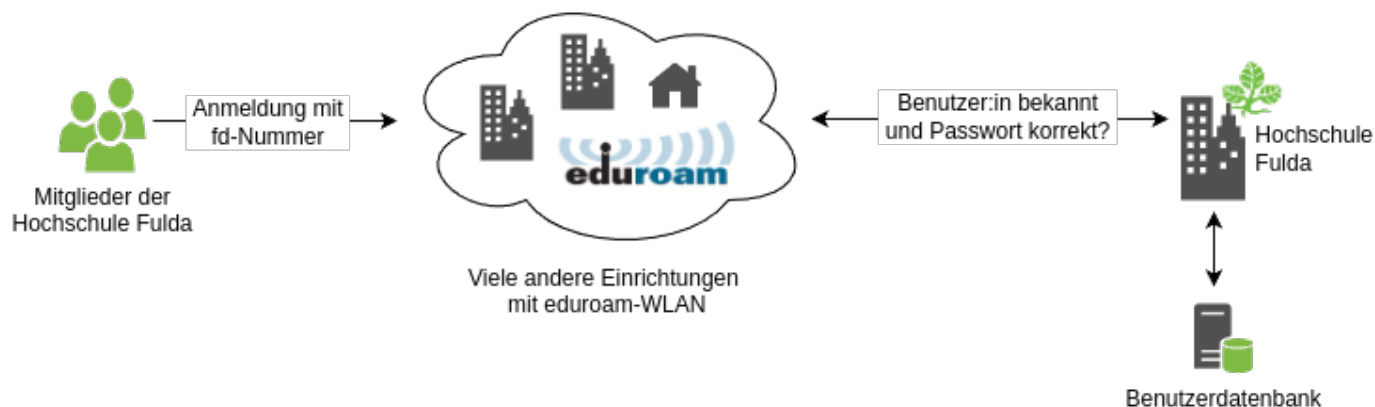 Anmeldung mit
fd-Nummer
Mitglieder der
Hochschule Fulda
eduroam
Viele andere Einrichtungen
mit eduroam-WLAN
Benutzer:in bekannt
und Passwort korrekt?
Hochschule
Fulda
Benutzerdatenbank